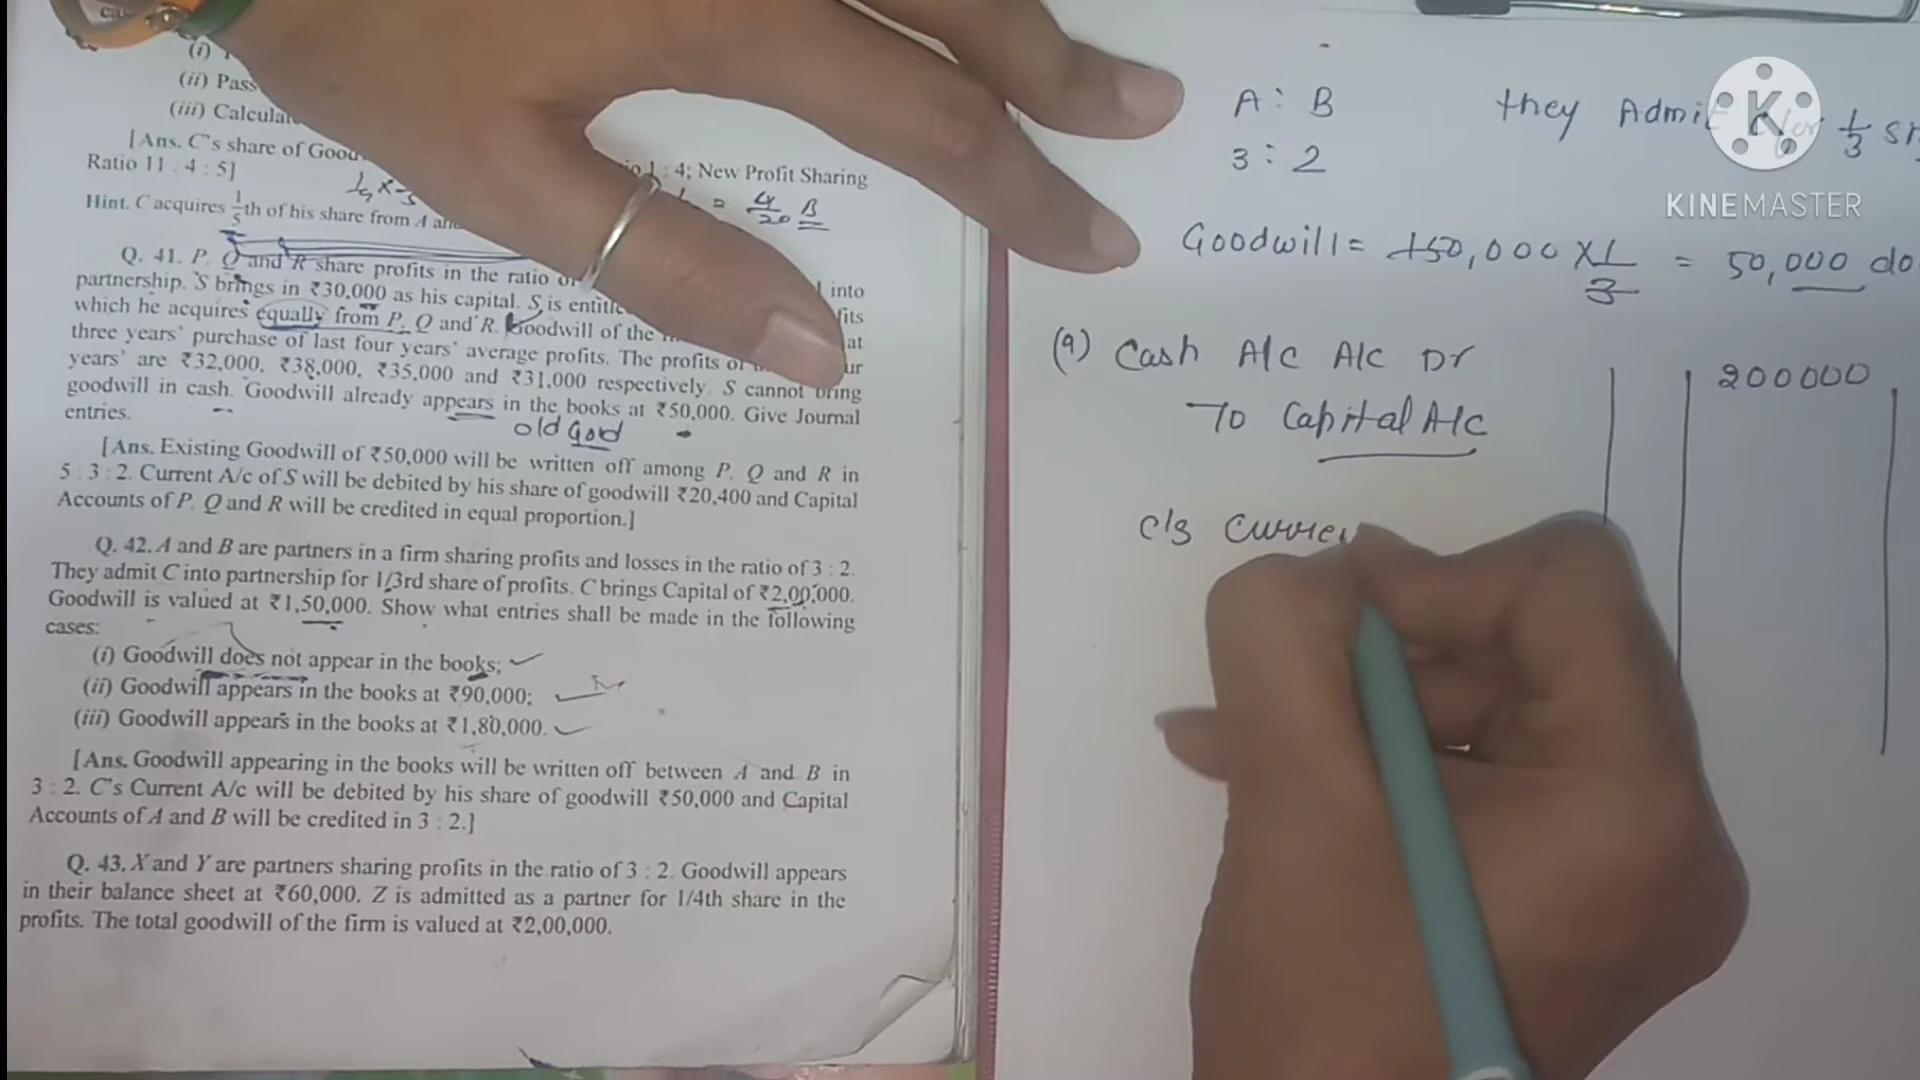 (i)
(ii) Pass
(iii) Calcula
[Ans. C's share of Good
4; New Profit Sharing
Ratio 11 : 4 : 5]
= 4/20 B
Hint. C acquires 1/5 th of his share from A and
Q. 41. P, Q and R share profits in the ratio of
into
partnership. S brings in ₹30,000 as his capital. S is entitl
fits
which he acquires equally from P, Q and R. Goodwill of the
at
three years' purchase of last four years' average profits. The profits of
ur
years' are ₹32,000, ₹38,000, ₹35,000 and ₹31,000 respectively. S cannot bring
goodwill in cash. Goodwill already appears in the books at ₹50,000. Give Journal
entries.
old Good
[Ans. Existing Goodwill of ₹50,000 will be written off among P, Q and R in
5 : 3 : 2. Current A/c of S will be debited by his share of goodwill ₹20,400 and Capital
Accounts of P, Q and R will be credited in equal proportion.]
Q. 42. A and B are partners in a firm sharing profits and losses in the ratio of 3 : 2.
They admit C into partnership for 1/3rd share of profits. C brings Capital of ₹2,00,000.
Goodwill is valued at ₹1,50,000. Show what entries shall be made in the following
cases:
(i) Goodwill does not appear in the books;
(ii) Goodwill appears in the books at ₹90,000;
(iii) Goodwill appears in the books at ₹1,80,000.
[Ans. Goodwill appearing in the books will be written off between A and B in
3 : 2. C's Current A/c will be debited by his share of goodwill ₹50,000 and Capital
Accounts of A and B will be credited in 3 : 2.]
Q. 43. X and Y are partners sharing profits in the ratio of 3 : 2. Goodwill appears
in their balance sheet at ₹60,000. Z is admitted as a partner for 1/4th share in the
profits. The total goodwill of the firm is valued at ₹2,00,000.
A : B
they Admit for 1/3 sh
3 : 2
K
KINEMASTER
Goodwill = 150,000 X 1/3 = 50,000 do
(a) Cash A/c A/c Dr
200000
To Capital A/c
c's Curre